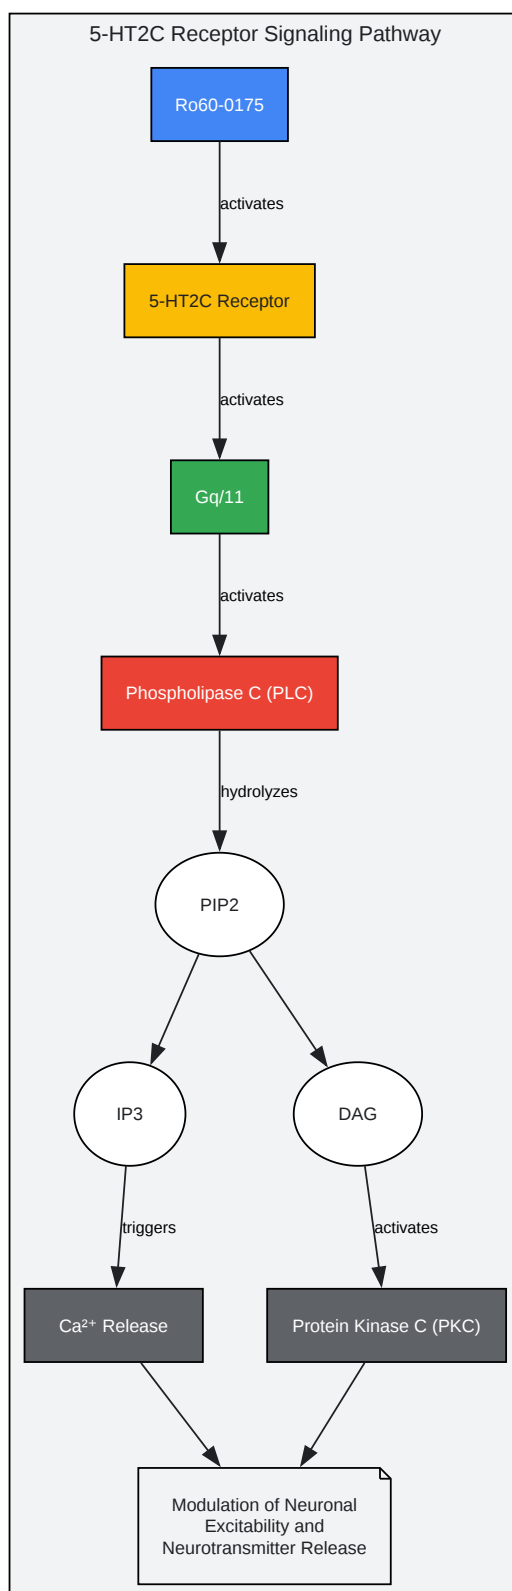 5-HT2C Receptor Signaling Pathway
Ro60-0175
activates
5-HT2C Receptor
activates
Gq/11
activates
Phospholipase C (PLC)
hydrolyzes
PIP2
IP3
DAG
triggers
activates
Ca²⁺ Release
Protein Kinase C (PKC)
Modulation of Neuronal
Excitability and
Neurotransmitter Release